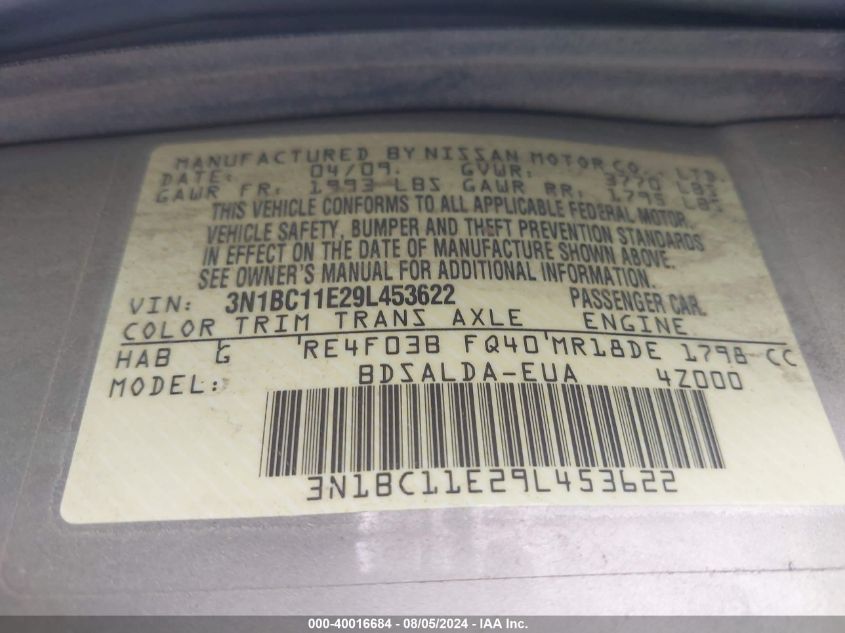 MANUFACTURED BY NISSAN MOTOR CO., LTD
DATE: 04/09. GVWR: 3770 LBS
GAWR FR: 1993 LBS GAWR RR: 1795 LBS
THIS VEHICLE CONFORMS TO ALL APPLICABLE FEDERAL MOTOR
VEHICLE SAFETY, BUMPER AND THEFT PREVENTION STANDARDS
IN EFFECT ON THE DATE OF MANUFACTURE SHOWN ABOVE.
SEE OWNER'S MANUAL FOR ADDITIONAL INFORMATION.
VIN: 3N1BC11E29L453622 PASSENGER CAR
COLOR TRIM TRANS AXLE ENGINE
HAB G RE4F03B FQ40 MR18DE 1798 CC
MODEL: BDSALDA-EUA 4Z000
3N1BC11E29L453622
000-40016684 - 08/05/2024 - IAA Inc.